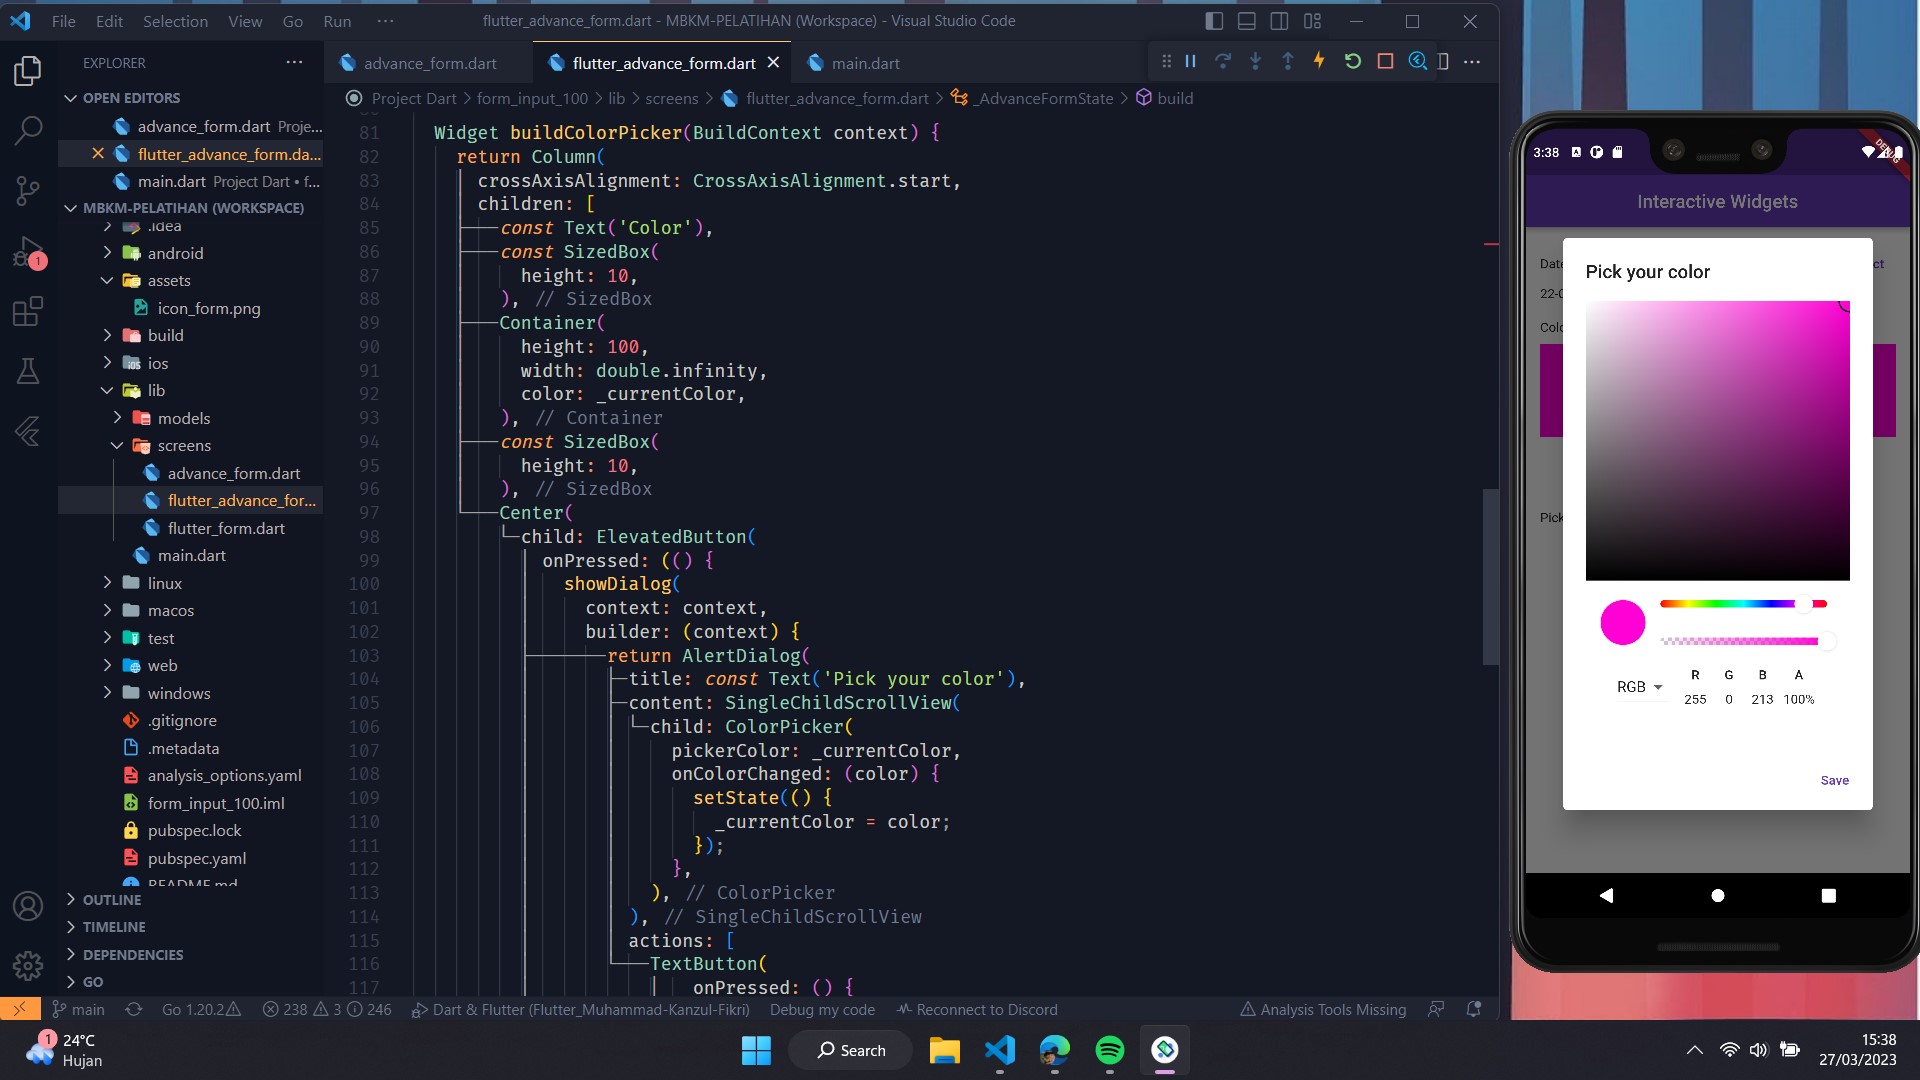 File Edit Selection View Go Run ···
flutter_advance_form.dart - MBKM-PELATIHAN (Workspace) - Visual Studio Code
EXPLORER
OPEN EDITORS
advance_form.dart Proje...
flutter_advance_form.da...
main.dart Project Dart • f...
MBKM-PELATIHAN (WORKSPACE)
.idea
android
assets
icon_form.png
build
ios
lib
models
screens
advance_form.dart
flutter_advance_for...
flutter_form.dart
main.dart
linux
macos
test
web
windows
.gitignore
.metadata
analysis_options.yaml
form_input_100.iml
pubspec.lock
pubspec.yaml
README.md
OUTLINE
TIMELINE
DEPENDENCIES
GO
1
advance_form.dart
flutter_advance_form.dart
main.dart
Project Dart > form_input_100 > lib > screens > flutter_advance_form.dart > _AdvanceFormState > build
81 Widget buildColorPicker(BuildContext context) {
82 return Column(
83 crossAxisAlignment: CrossAxisAlignment.start,
84 children: [
85 const Text('Color'),
86 const SizedBox(
87 height: 10,
88 ), // SizedBox
89 Container(
90 height: 100,
91 width: double.infinity,
92 color: _currentColor,
93 ), // Container
94 const SizedBox(
95 height: 10,
96 ), // SizedBox
97 Center(
98 child: ElevatedButton(
99 onPressed: (() {
100 showDialog(
101 context: context,
102 builder: (context) {
103 return AlertDialog(
104 title: const Text('Pick your color'),
105 content: SingleChildScrollView(
106 child: ColorPicker(
107 pickerColor: _currentColor,
108 onColorChanged: (color) {
109 setState(() {
110 _currentColor = color;
111 });
112 },
113 ), // ColorPicker
114 ), // SingleChildScrollView
115 actions: [
116 TextButton(
117 onPressed: () {
main Go 1.20.2 238 3 246 Dart & Flutter (Flutter_Muhammad-Kanzul-Fikri) Debug my code Reconnect to Discord Analysis Tools Missing
3:38
DEBUG
Interactive Widgets
Date
ct
22-0
Colo
Pick
Pick your color
RGB
R G B A
255 0 213 100%
Save
1
24°C
Hujan
Search
15:38
27/03/2023